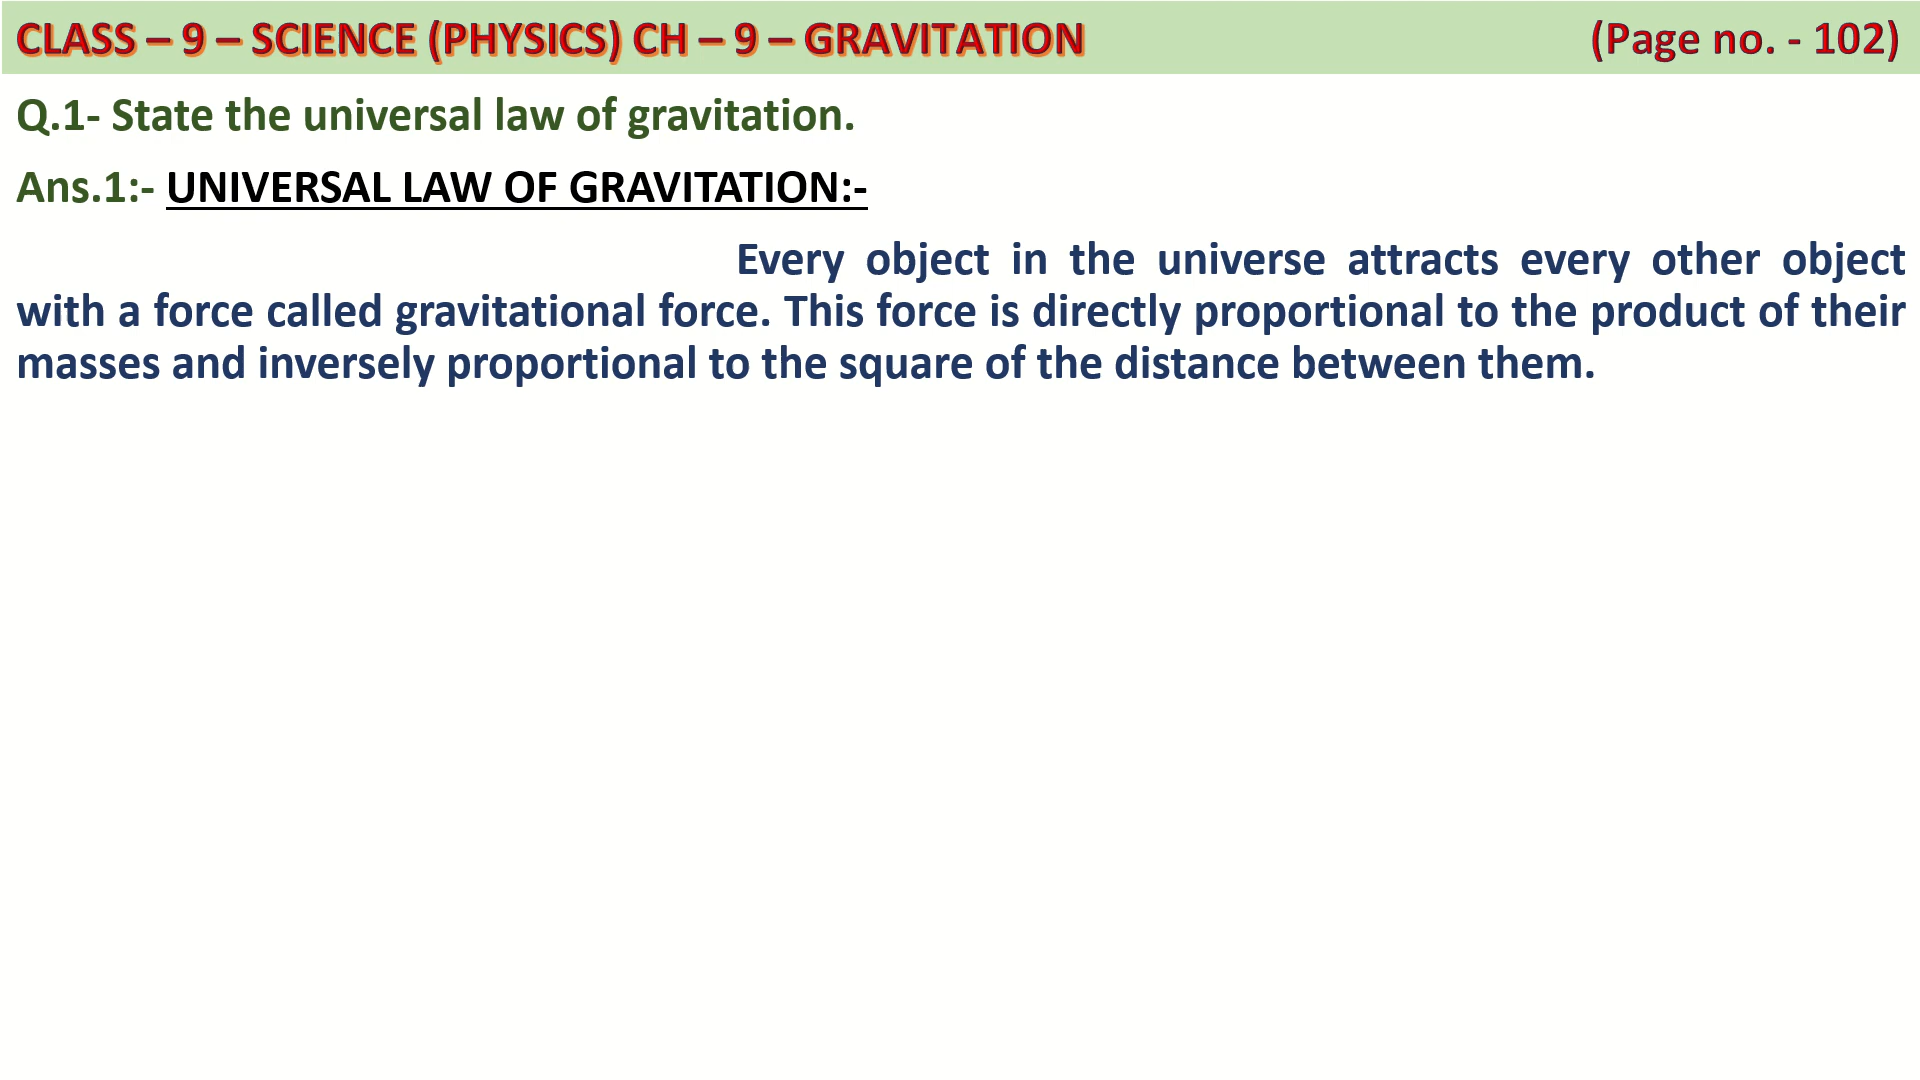 CLASS – 9 – SCIENCE (PHYSICS) CH – 9 – GRAVITATION (Page no. - 102)
Q.1- State the universal law of gravitation.
Ans.1:- UNIVERSAL LAW OF GRAVITATION:-
Every object in the universe attracts every other object
with a force called gravitational force. This force is directly proportional to the product of their
masses and inversely proportional to the square of the distance between them.